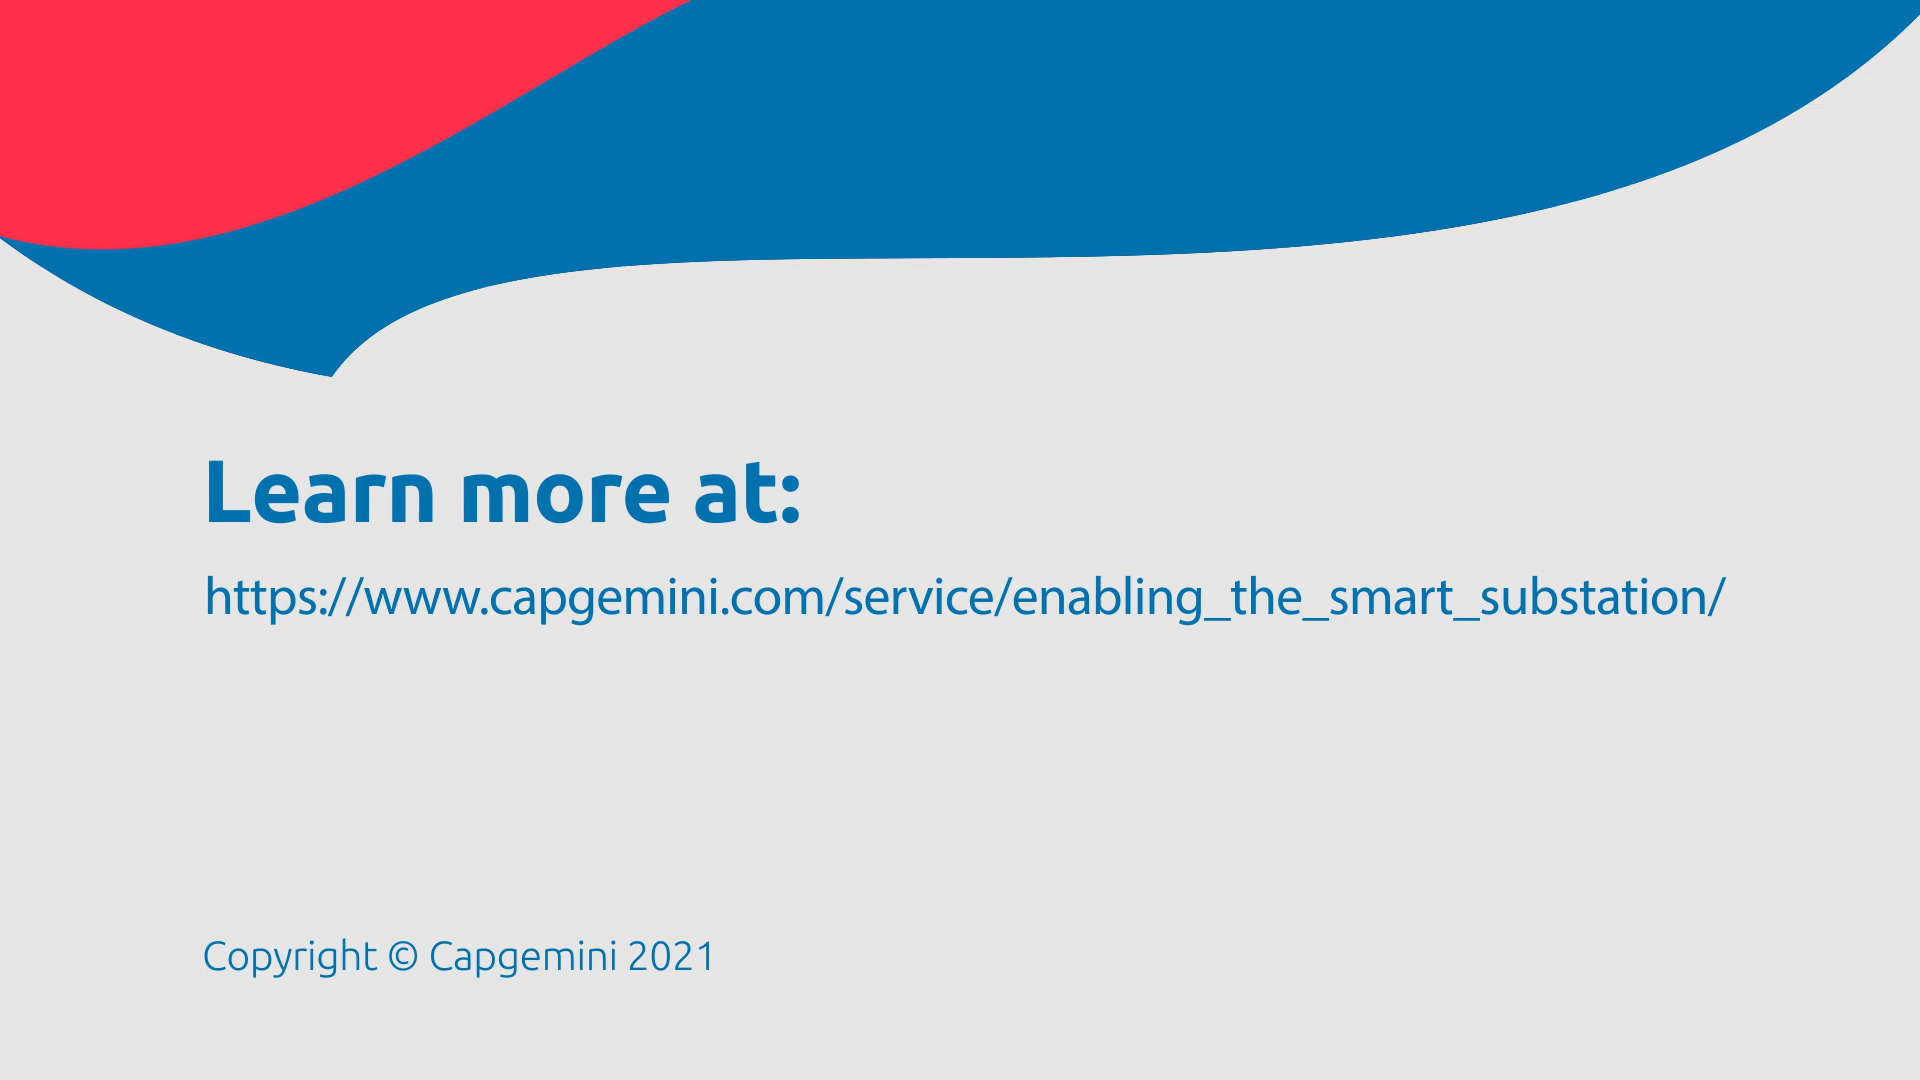 Learn more at:
https://www.capgemini.com/service/enabling_the_smart_substation/
Copyright © Capgemini 2021